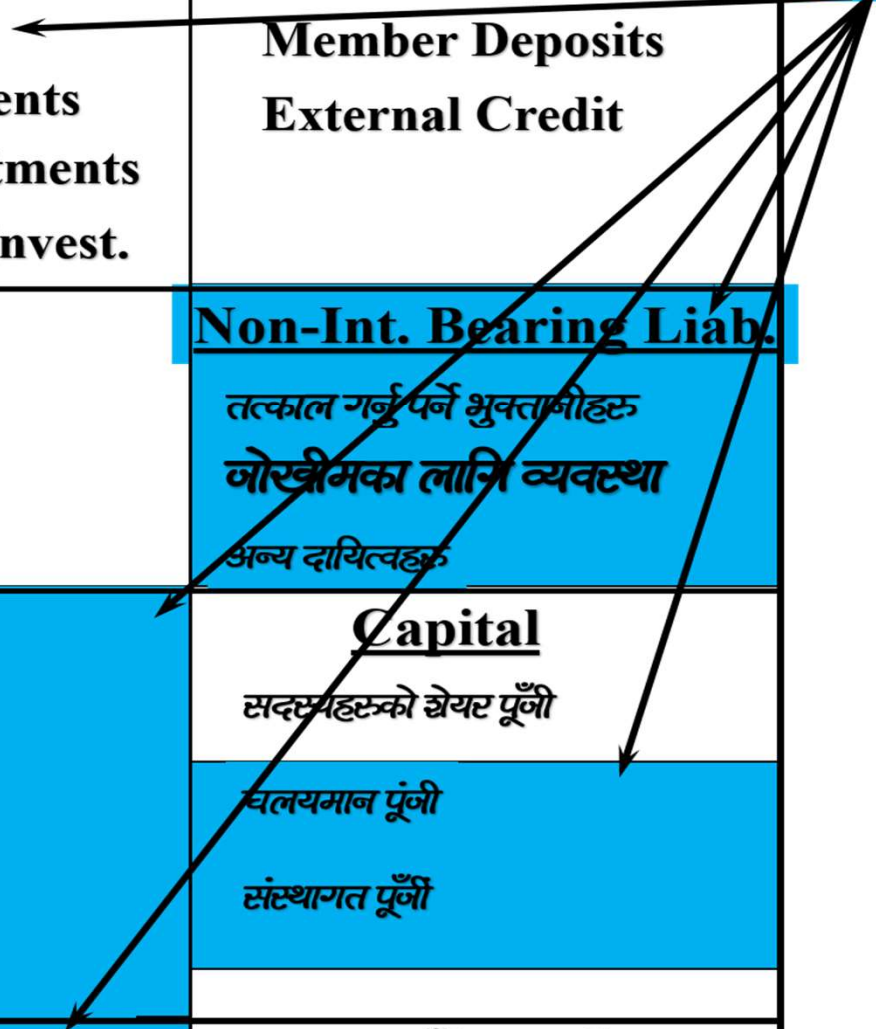 Member Deposits
External Credit
ents
tments
nvest.
Non-Int. Bearing Liab.
तत्काल गर्नु पर्ने भुक्तानीहरु
जोखीमका लागि व्यवस्था
अन्य दायित्वहरु
Capital
सदस्यहरुको शेयर पूँजी
चलयमान पूंजी
संस्थागत पूँर्जी